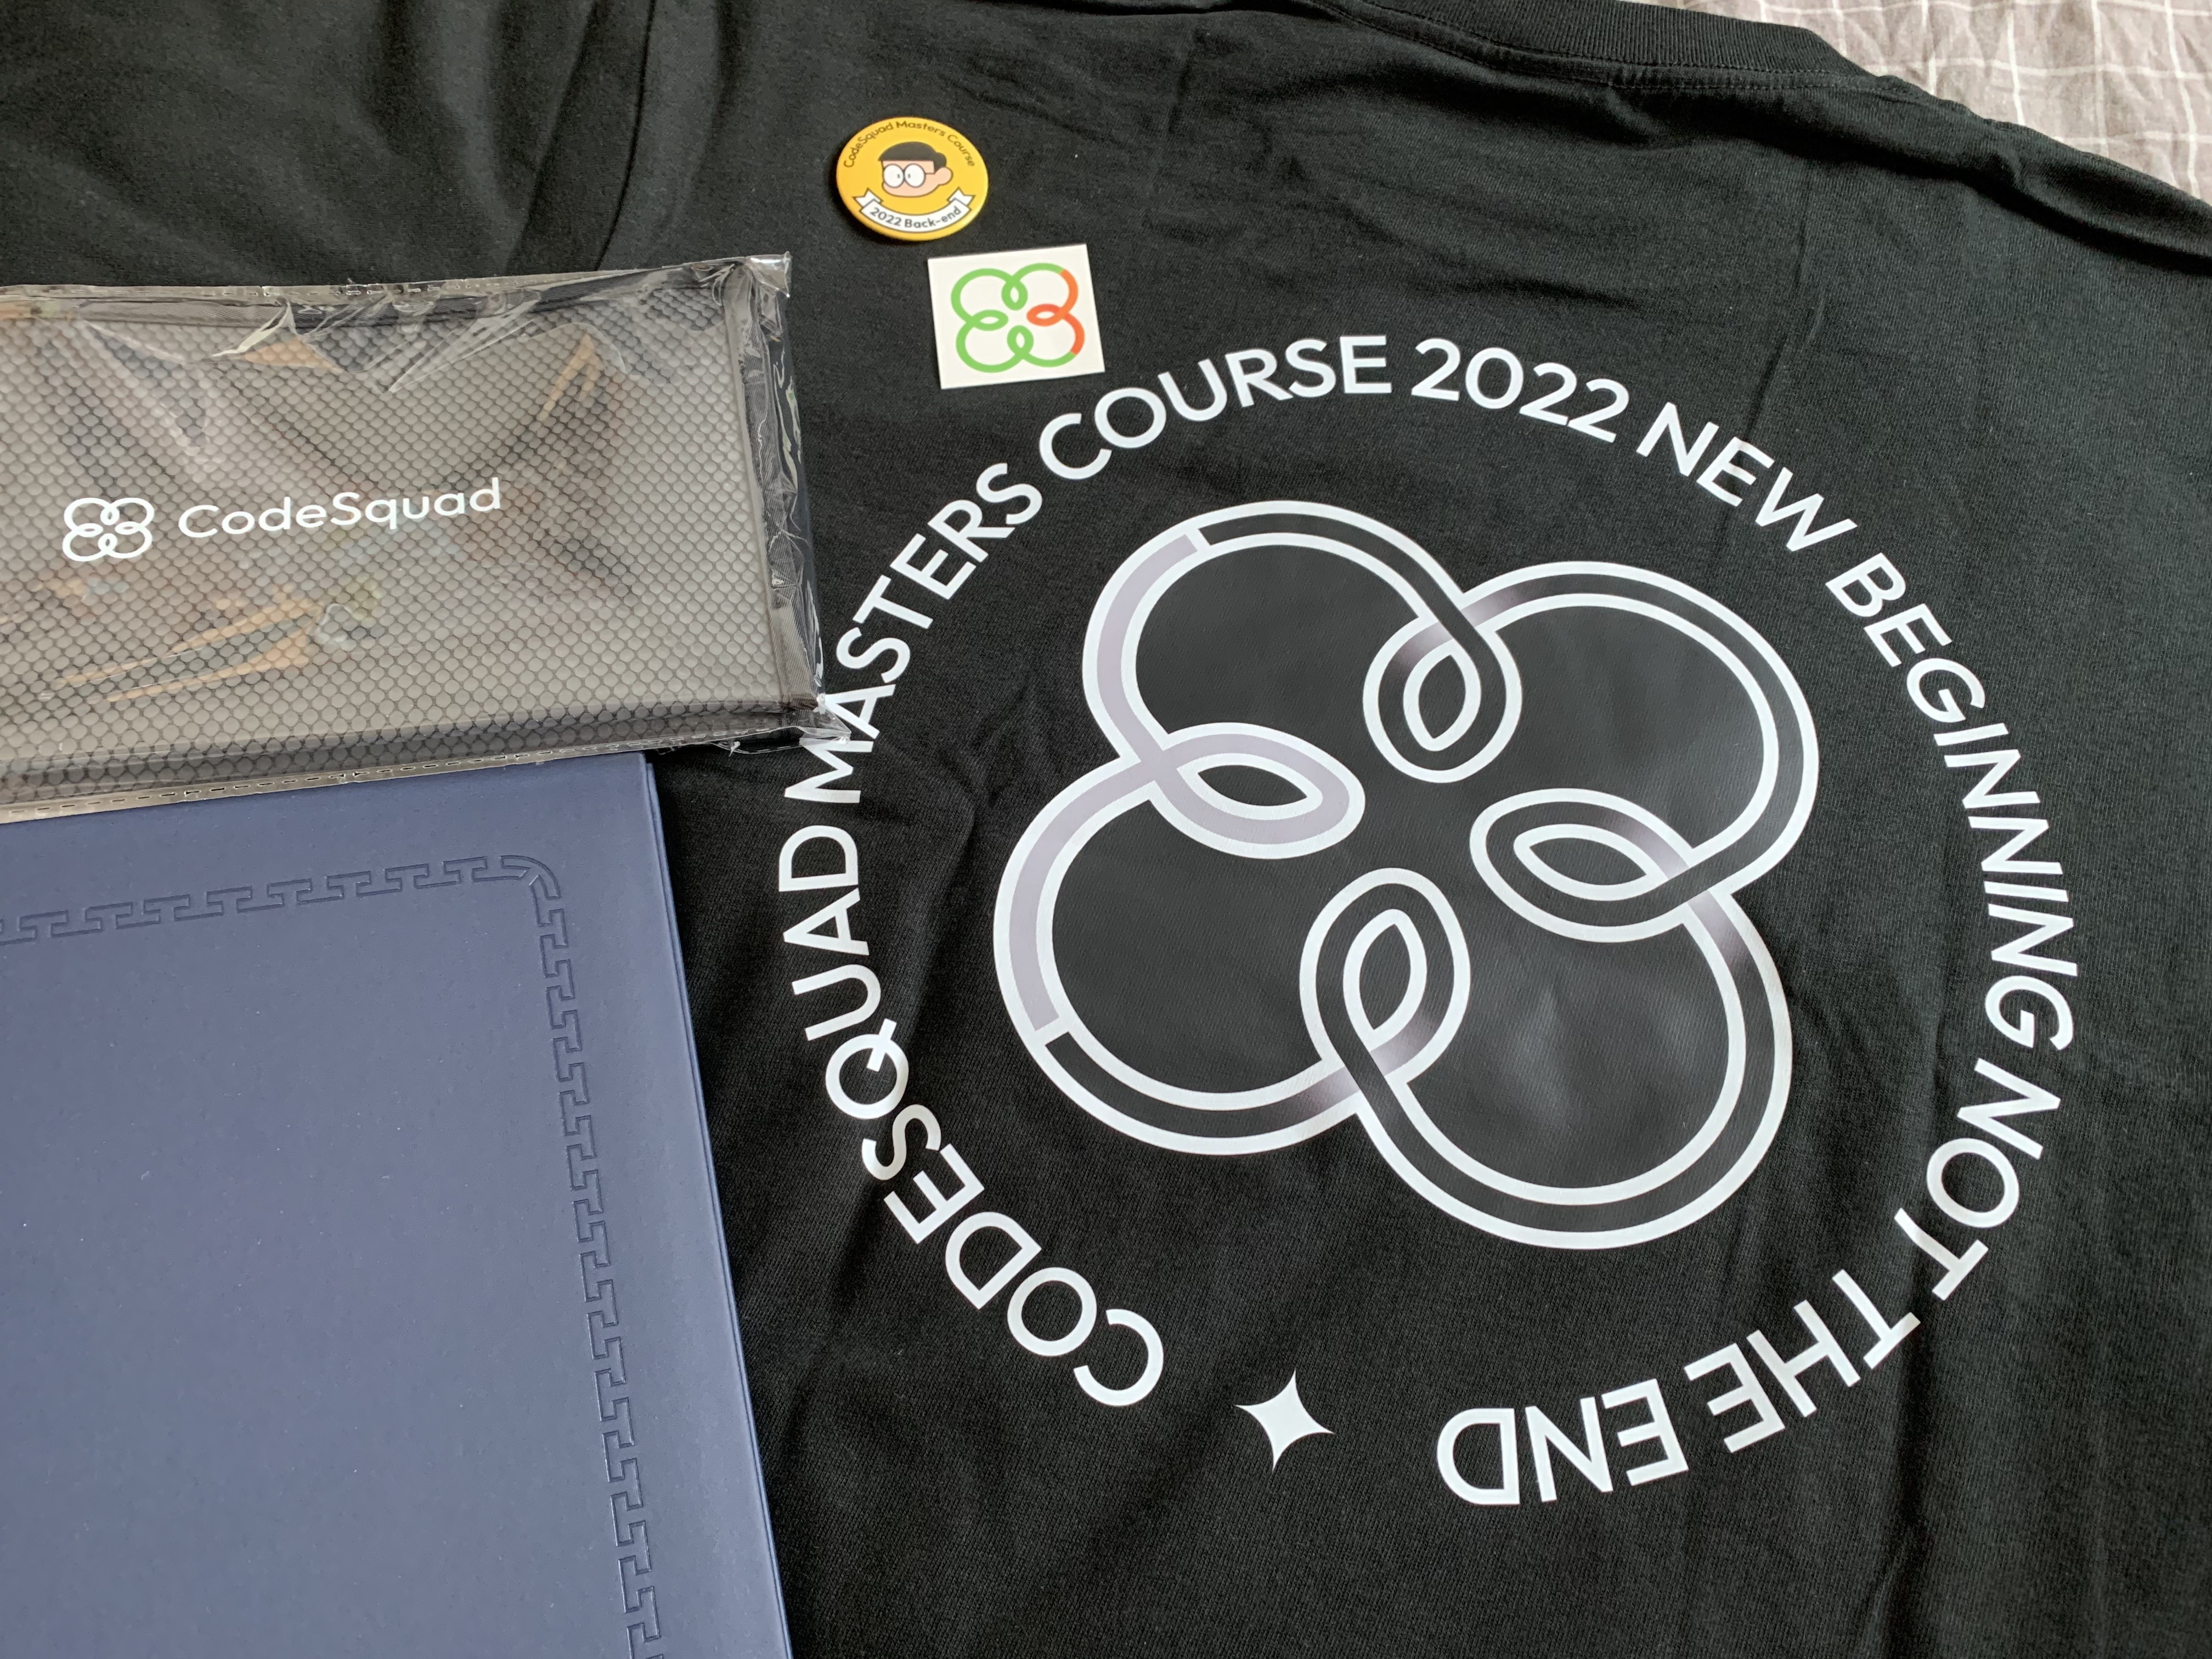 CodeSquad Masters Course
2022 Back-end
CodeSquad
CODESQUAD MASTERS COURSE 2022 NEW BEGINNING NOT THE END